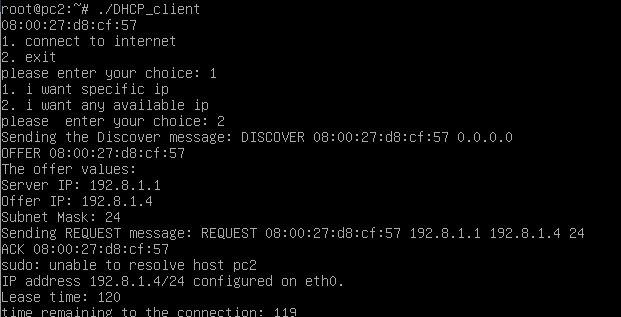 root@pc2:~# ./DHCP_client
08:00:27:d8:cf:57
1. connect to internet
2. exit
please enter your choice: 1
1. i want specific ip
2. i want any available ip
please  enter your choice: 2
Sending the Discover message: DISCOVER 08:00:27:d8:cf:57 0.0.0.0
OFFER 08:00:27:d8:cf:57
The offer values:
Server IP: 192.8.1.1
Offer IP: 192.8.1.4
Subnet Mask: 24
Sending REQUEST message: REQUEST 08:00:27:d8:cf:57 192.8.1.1 192.8.1.4 24
ACK 08:00:27:d8:cf:57
sudo: unable to resolve host pc2
IP address 192.8.1.4/24 configured on eth0.
Lease time: 120
time remaining to the connection: 119